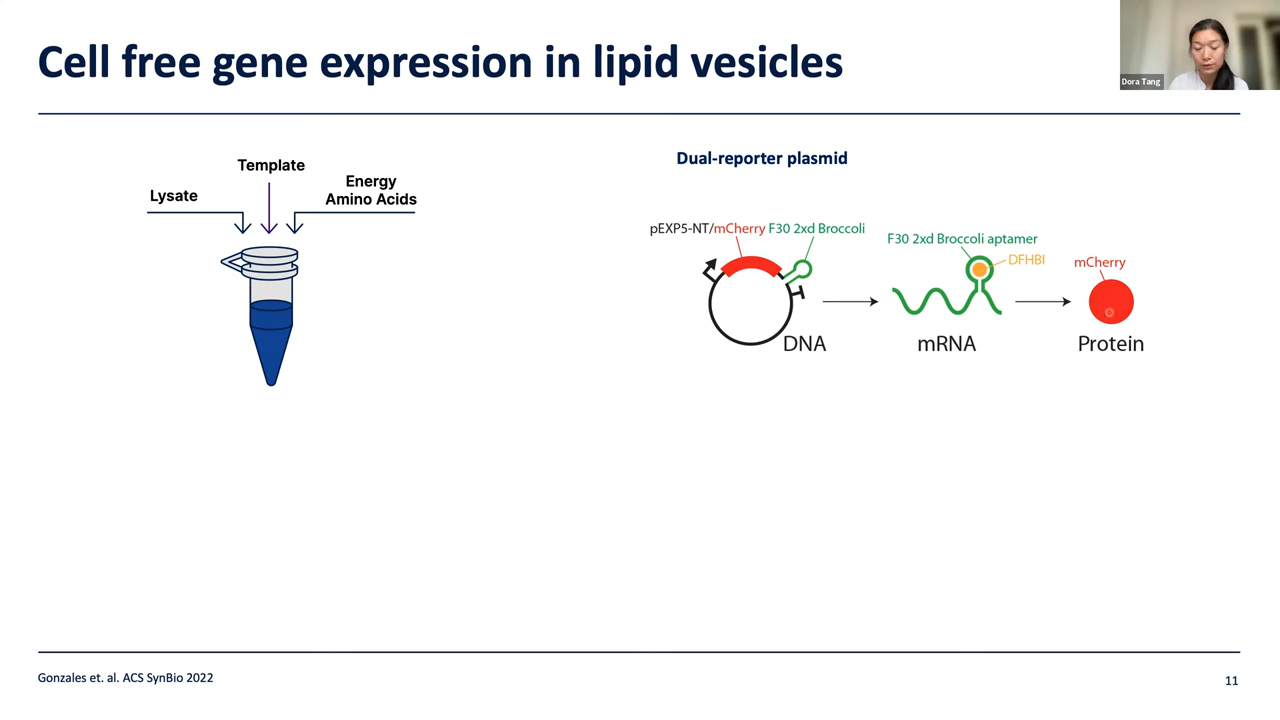 Cell free gene expression in lipid vesicles
Dora Tang
Template
Lysate
Energy
Amino Acids
Dual-reporter plasmid
pEXP5-NT/mCherry F30 2xd Broccoli
F30 2xd Broccoli aptamer
DFHBI
mCherry
DNA
mRNA
Protein
Gonzales et. al. ACS SynBio 2022
11